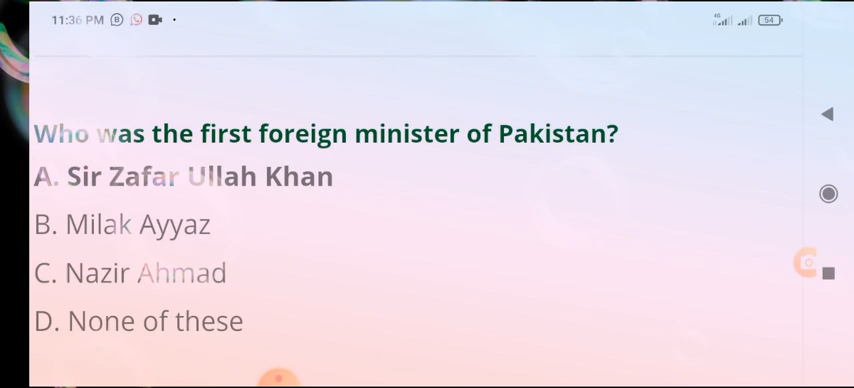 11:36 PM
4G
54
Who was the first foreign minister of Pakistan?
A. Sir Zafar Ullah Khan
B. Milak Ayyaz
C. Nazir Ahmad
D. None of these